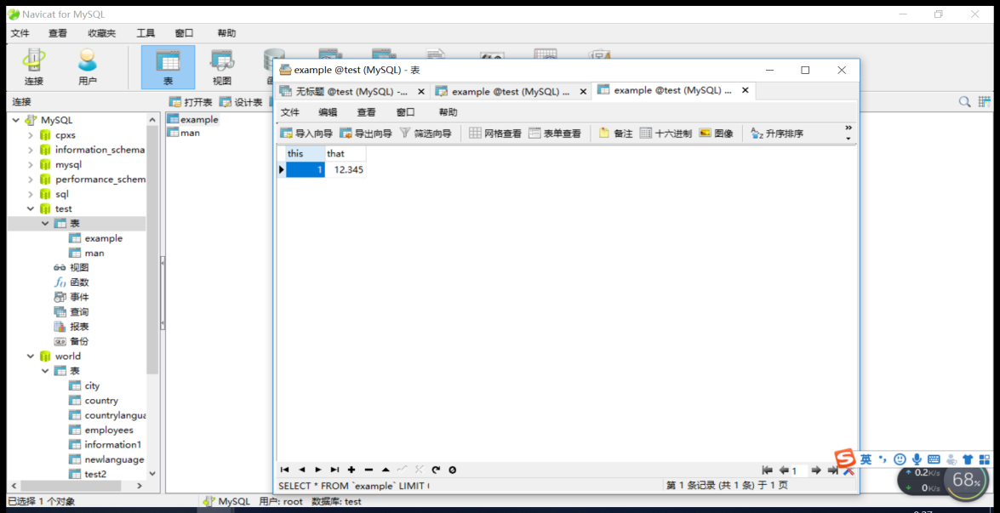 Navicat for MySQL
文件 查看 收藏夹 工具 窗口 帮助
连接 用户 表 视图
example @test (MySQL) - 表
无标题 @test (MySQL) -... example @test (MySQL) ... example @test (MySQL) ...
文件 编辑 查看 窗口 帮助
导入向导 导出向导 筛选向导 网格查看 表单查看 备注 十六进制 图像 升序排序
this that
1 12.345
连接
打开表 设计表
MySQL
cpxs
information_schema
mysql
performance_schem
sql
test
表
example
man
视图
函数
事件
查询
报表
备份
world
表
city
country
countrylangua
employees
information1
newlanguage
test2
example
man
1
SELECT * FROM `example` LIMIT
第 1 条记录 (共 1 条) 于 1 页
英
0.2K/s
0K/s
68%
已选择 1 个对象 MySQL 用户: root 数据库: test